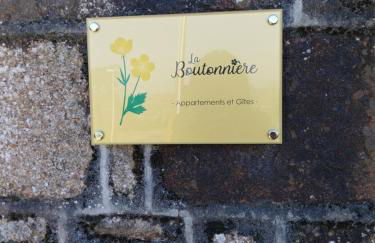 La
Boutonnière
- Appartements et Gîtes -